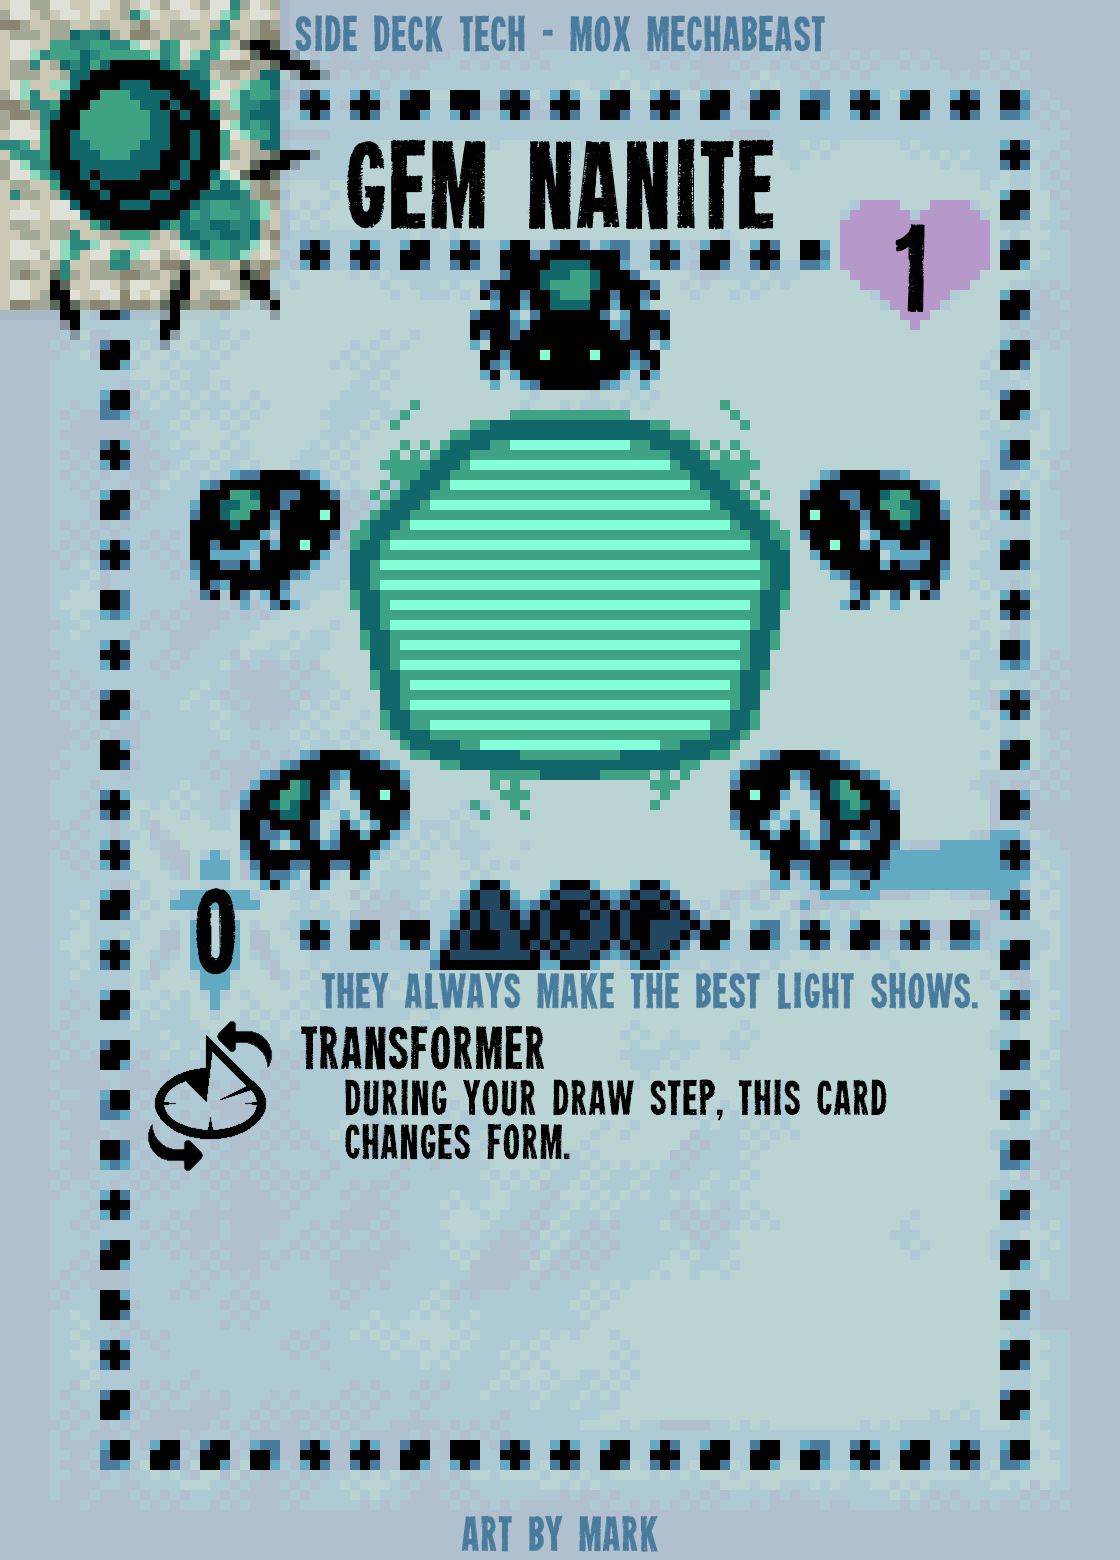 SIDE DECK TECH - MOX MECHABEAST
GEM NANITE
1
0
THEY ALWAYS MAKE THE BEST LIGHT SHOWS.
TRANSFORMER
DURING YOUR DRAW STEP, THIS CARD
CHANGES FORM.
ART BY MARK